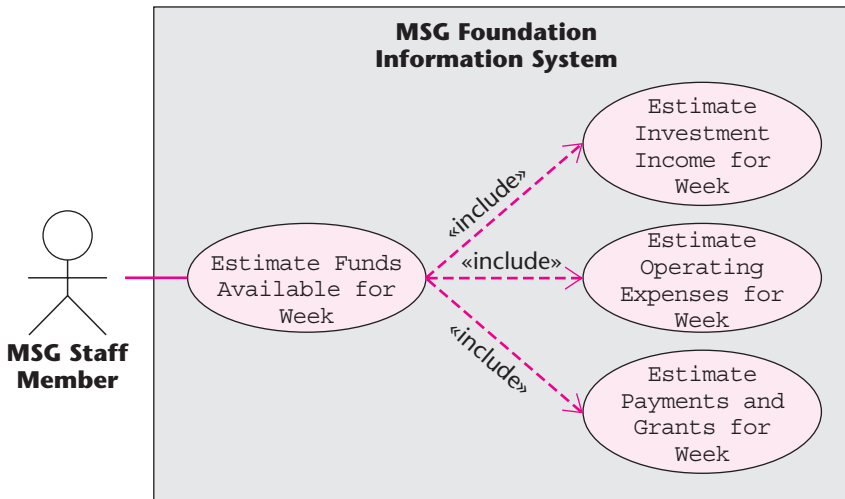 MSG Foundation
Information System
Estimate
Investment
Income for
Week
«include»
Estimate Funds
Available for
Week
«include»
Estimate
Operating
Expenses for
Week
MSG Staff
Member
«include»
Estimate
Payments and
Grants for
Week